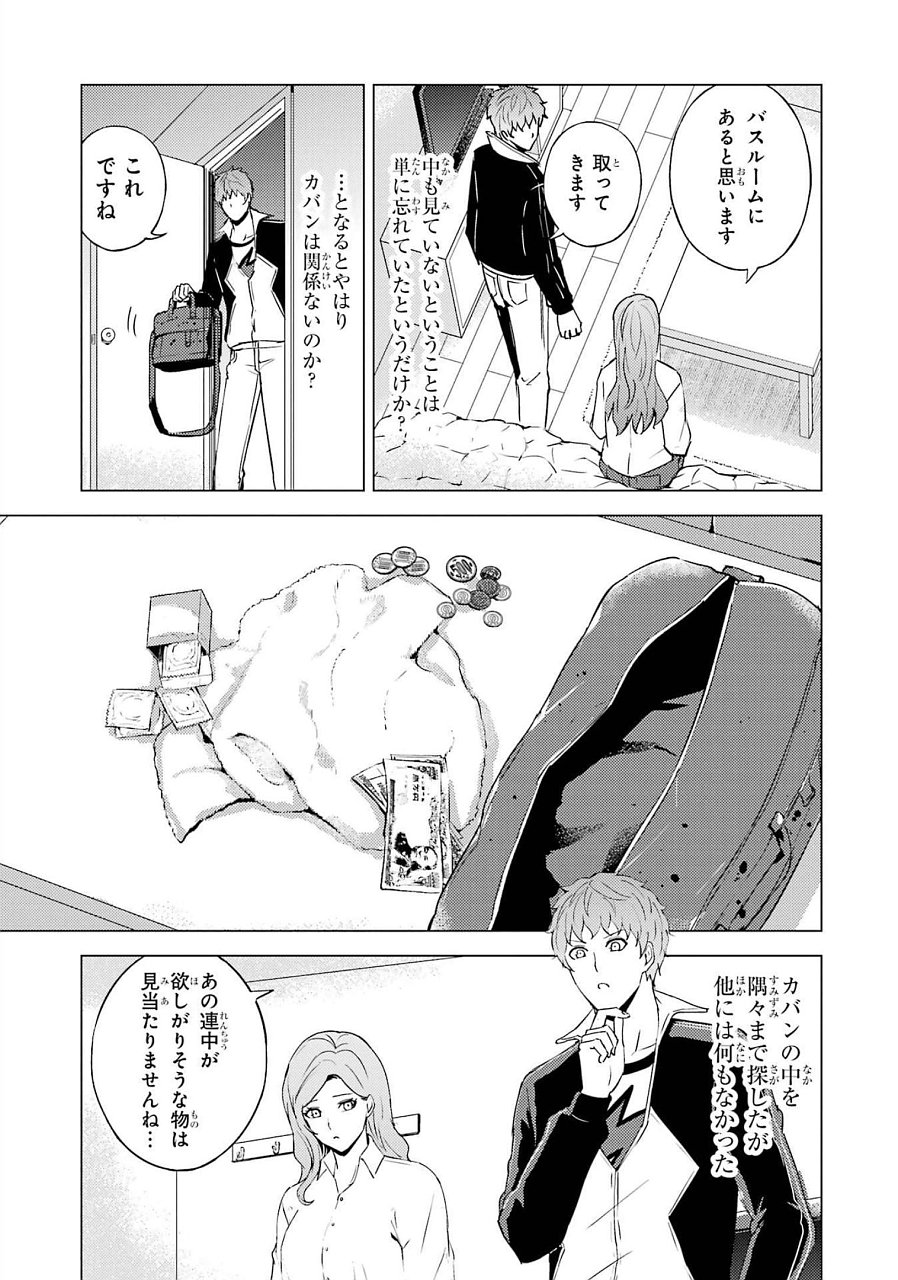 バスルームに
あると思います
取って
きます
中も見ていないということは
単に忘れていたというだけか?
…となるとやはり
カバンは関係ないのか?
これ
ですね
500
カバンの中を
隅々まで探したが
他には何もなかった
あの連中が
欲しがりそうな物は
見当たりませんね…